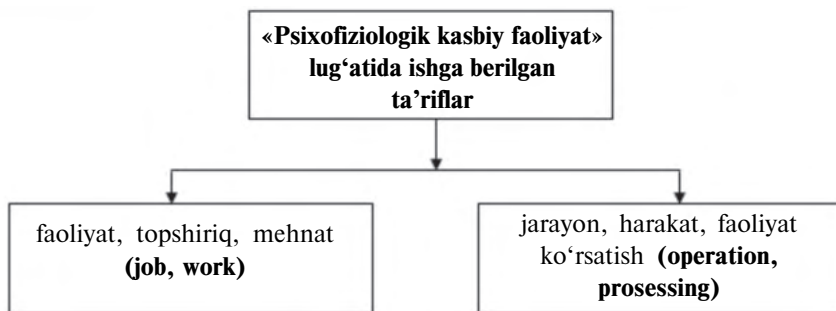 «Psixofiziologik kasbiy faoliyat»
lug‘atida ishga berilgan
ta’riflar
faoliyat, topshiriq, mehnat
(job, work)
jarayon, harakat, faoliyat
ko‘rsatish (operation,
prosessing)